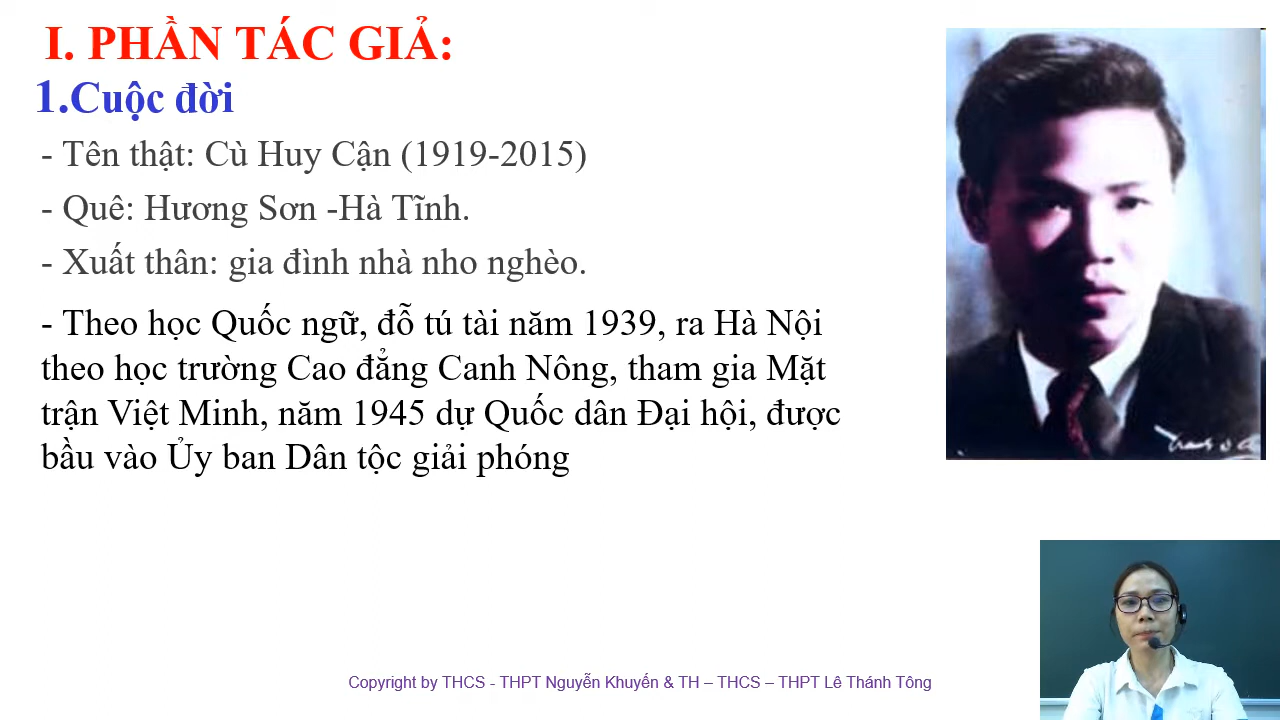 I. PHẦN TÁC GIẢ:
1.Cuộc đời
- Tên thật: Cù Huy Cận (1919-2015)
- Quê: Hương Sơn -Hà Tĩnh.
- Xuất thân: gia đình nhà nho nghèo.
- Theo học Quốc ngữ, đỗ tú tài năm 1939, ra Hà Nội
theo học trường Cao đẳng Canh Nông, tham gia Mặt
trận Việt Minh, năm 1945 dự Quốc dân Đại hội, được
bầu vào Ủy ban Dân tộc giải phóng
Copyright by THCS - THPT Nguyễn Khuyến & TH – THCS – THPT Lê Thánh Tông